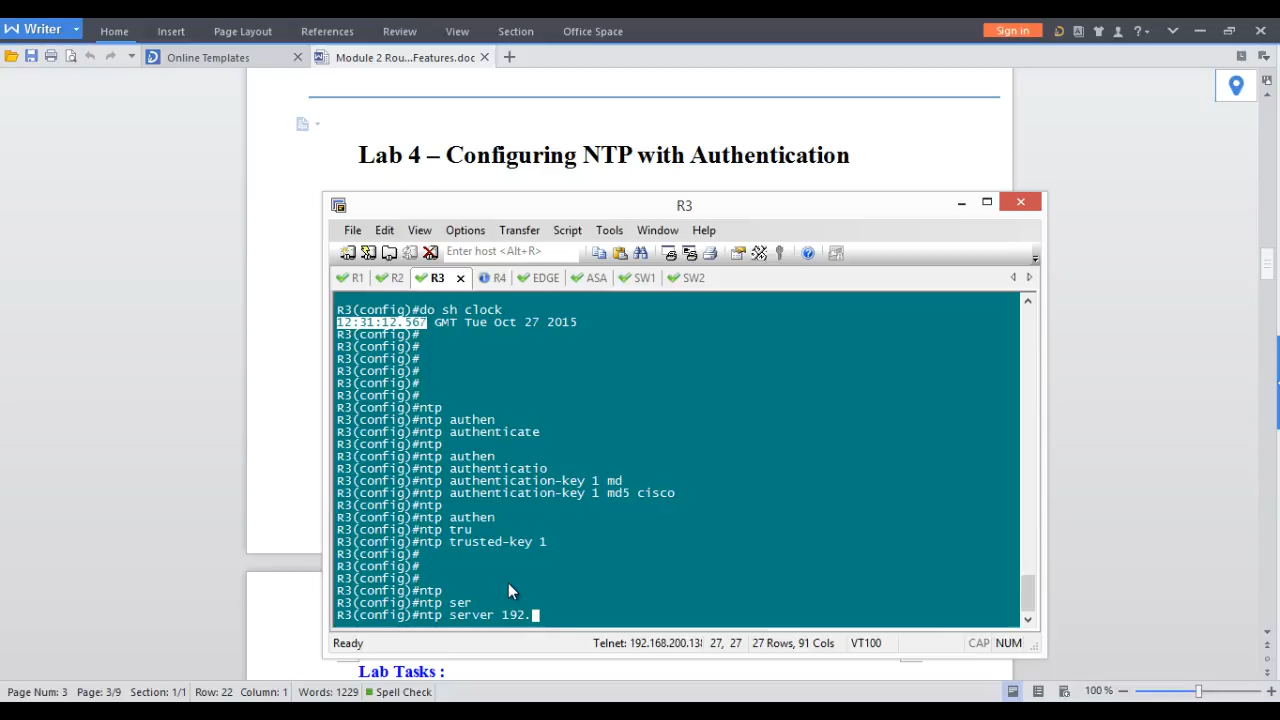 Writer Home Insert Page Layout References Review View Section Office Space Sign in
Online Templates Module 2 Rou...Features.doc
Lab 4 – Configuring NTP with Authentication
R3
File Edit View Options Transfer Script Tools Window Help
Enter host <Alt+R>
R1 R2 R3 R4 EDGE ASA SW1 SW2
R3(config)#do sh clock
12:31:12.567 GMT Tue Oct 27 2015
R3(config)#
R3(config)#
R3(config)#
R3(config)#
R3(config)#
R3(config)#
R3(config)#ntp
R3(config)#ntp authen
R3(config)#ntp authenticate
R3(config)#ntp
R3(config)#ntp authen
R3(config)#ntp authenticatio
R3(config)#ntp authentication-key 1 md
R3(config)#ntp authentication-key 1 md5 cisco
R3(config)#ntp
R3(config)#ntp authen
R3(config)#ntp tru
R3(config)#ntp trusted-key 1
R3(config)#
R3(config)#
R3(config)#
R3(config)#ntp
R3(config)#ntp ser
R3(config)#ntp server 192.
Ready Telnet: 192.168.200.13 27, 27 27 Rows, 91 Cols VT100 CAP NUM
Lab Tasks :
Page Num: 3 Page: 3/9 Section: 1/1 Row: 22 Column: 1 Words: 1229 Spell Check 100 %